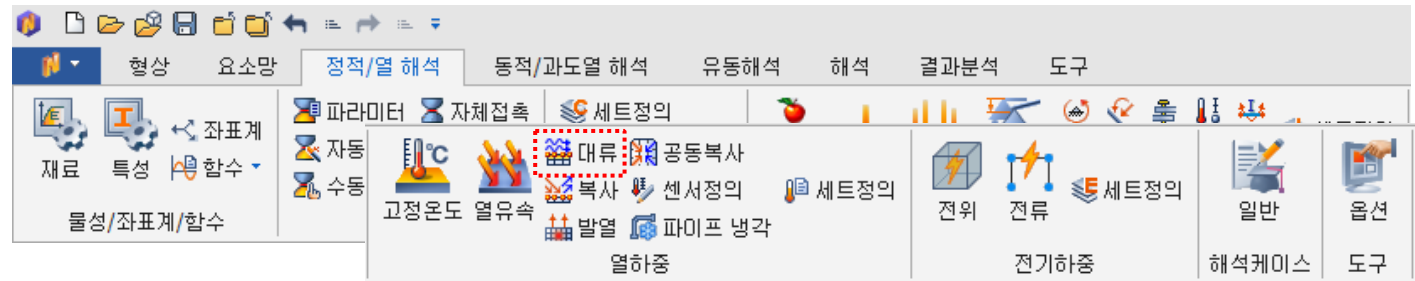 형상 요소망 정적/열 해석 동적/과도열 해석 유동해석 해석 결과분석 도구
재료 특성 좌표계 함수
물성/좌표계/함수
파라미터 자체접촉 세트정의
자동
수동
고정온도 열유속 대류 공동복사
복사 센서정의 세트정의
발열 파이프 냉각
열하중
전위 전류 세트정의
전기하중
일반
해석케이스
옵션
도구